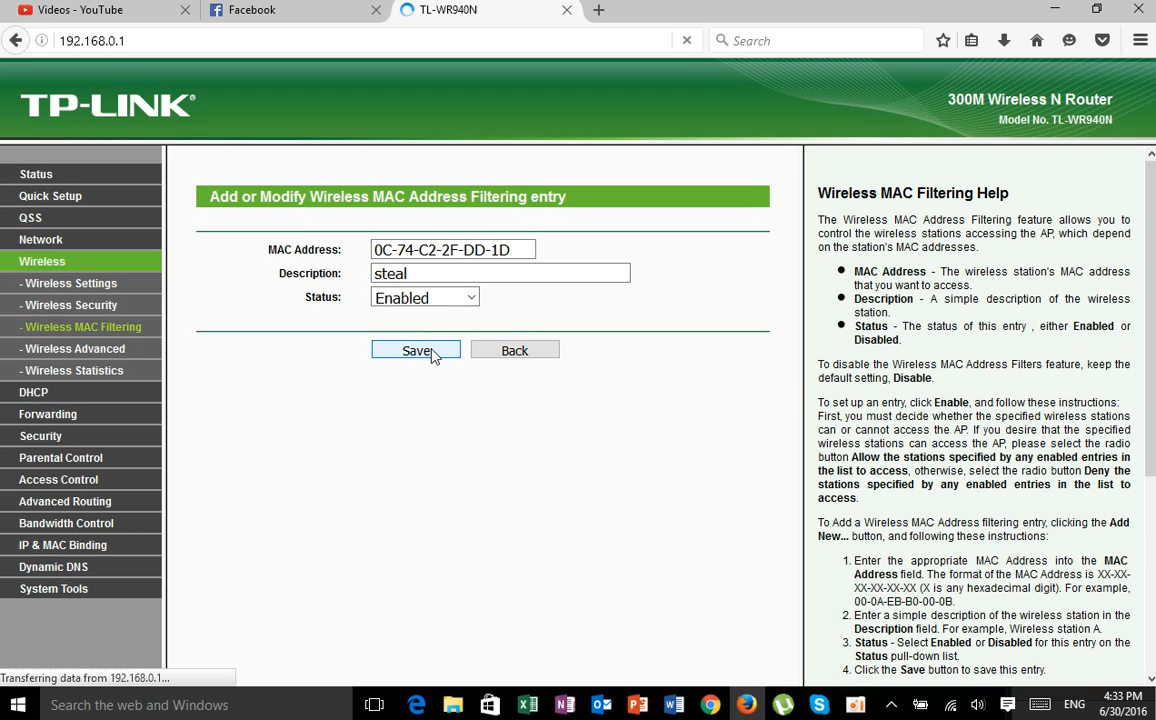 Videos - YouTube
Facebook
TL-WR940N
192.168.0.1
Search
TP-LINK®
300M Wireless N Router
Model No. TL-WR940N
Status
Quick Setup
QSS
Network
Wireless
- Wireless Settings
- Wireless Security
- Wireless MAC Filtering
- Wireless Advanced
- Wireless Statistics
DHCP
Forwarding
Security
Parental Control
Access Control
Advanced Routing
Bandwidth Control
IP & MAC Binding
Dynamic DNS
System Tools
Add or Modify Wireless MAC Address Filtering entry
MAC Address: 0C-74-C2-2F-DD-1D
Description: steal
Status: Enabled
Save Back
Wireless MAC Filtering Help
The Wireless MAC Address Filtering feature allows you to
control the wireless stations accessing the AP, which depend
on the station's MAC addresses.
MAC Address - The wireless station's MAC address
that you want to access.
Description - A simple description of the wireless
station.
Status - The status of this entry , either Enabled or
Disabled.
To disable the Wireless MAC Address Filters feature, keep the
default setting, Disable.
To set up an entry, click Enable, and follow these instructions:
First, you must decide whether the specified wireless stations
can or cannot access the AP. If you desire that the specified
wireless stations can access the AP, please select the radio
button Allow the stations specified by any enabled entries in
the list to access, otherwise, select the radio button Deny the
stations specified by any enabled entries in the list to
access.
To Add a Wireless MAC Address filtering entry, clicking the Add
New... button, and following these instructions:
1. Enter the appropriate MAC Address into the MAC
Address field. The format of the MAC Address is XX-XX-
XX-XX-XX-XX (X is any hexadecimal digit). For example,
00-0A-EB-B0-00-0B.
2. Enter a simple description of the wireless station in the
Description field. For example, Wireless station A.
3. Status - Select Enabled or Disabled for this entry on the
Status pull-down list.
4. Click the Save button to save this entry.
Transferring data from 192.168.0.1...
Search the web and Windows
ENG
4:33 PM
6/30/2016